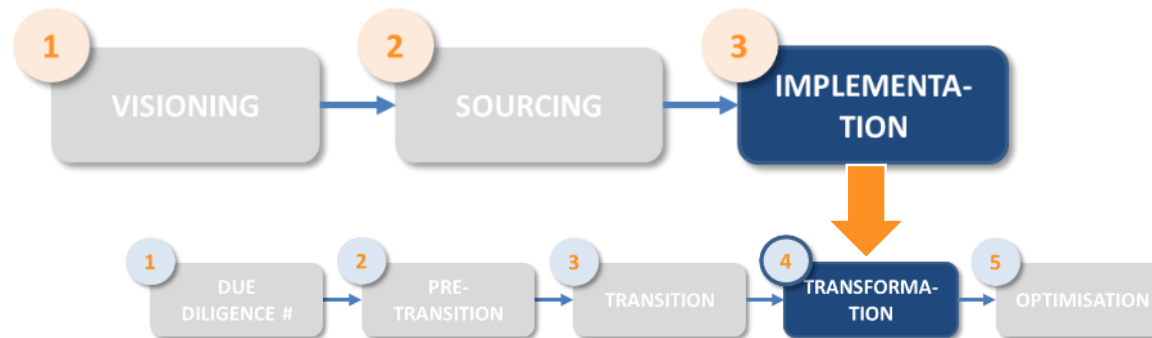 1
VISIONING
2
SOURCING
3
IMPLEMENTA-
TION
1
DUE
DILIGENCE #
2
PRE-
TRANSITION
3
TRANSITION
4
TRANSFORMA-
TION
5
OPTIMISATION